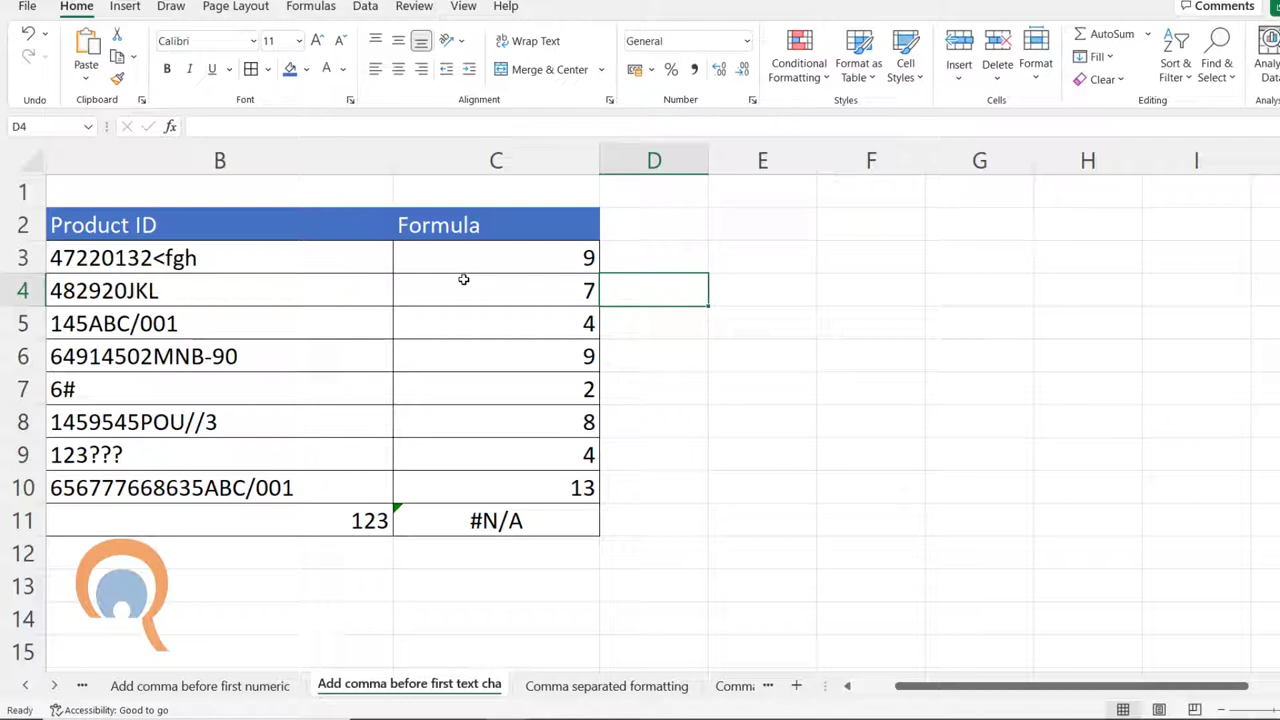 File Home Insert Draw Page Layout Formulas Data Review View Help Comments
Calibri 11 Wrap Text General AutoSum
Paste B I U Merge & Center % Conditional Formatting Format as Table Cell Styles Insert Delete Format Fill Sort & Filter Find & Select
Clear
Undo Clipboard Font Alignment Number Styles Cells Editing
D4 fx
B C D E F G H I
1
2 Product ID Formula
3 47220132<fgh 9
4 482920JKL 7
5 145ABC/001 4
6 64914502MNB-90 9
7 6# 2
8 1459545POU//3 8
9 123??? 4
10 656777668635ABC/001 13
11 123 #N/A
12
13
14
15
Add comma before first numeric Add comma before first text cha Comma separated formatting Comma
Ready Accessibility: Good to go